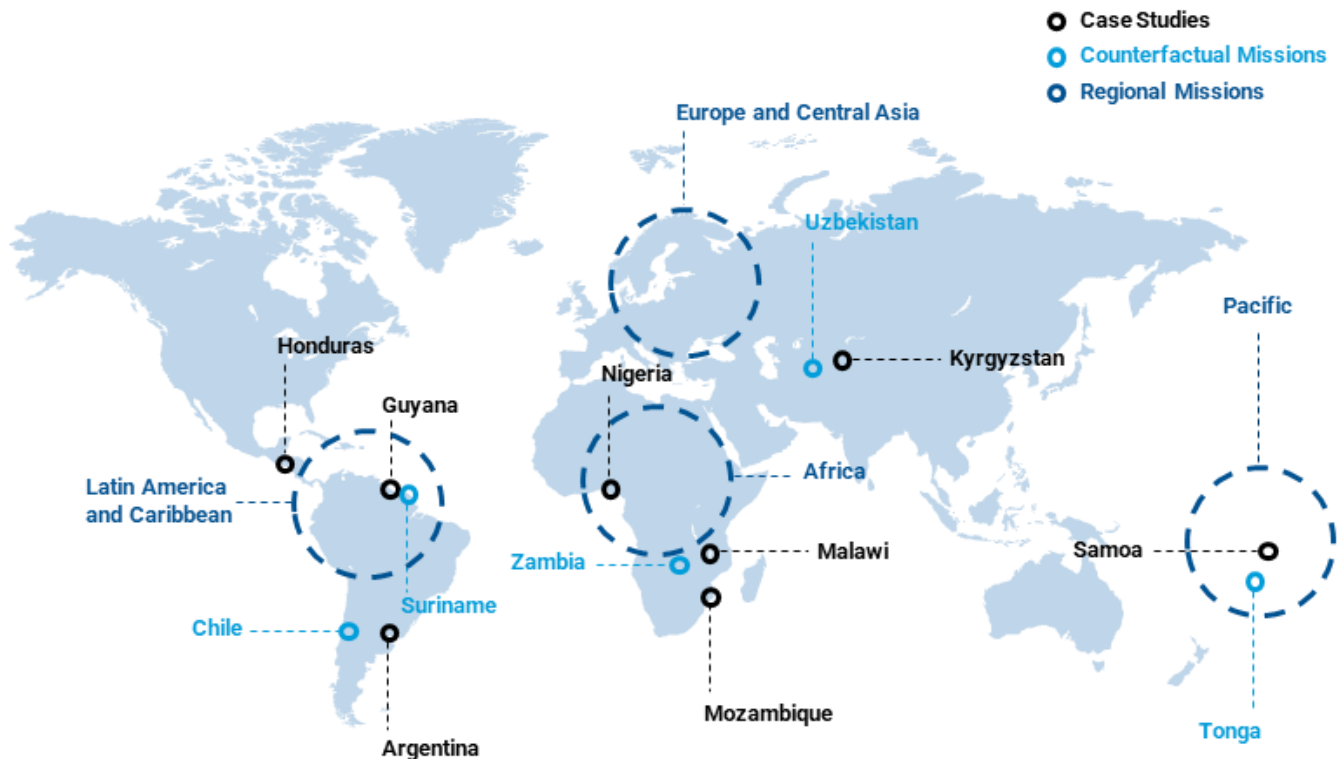 Case Studies
Counterfactual Missions
Regional Missions
Europe and Central Asia
Uzbekistan
Pacific
Honduras
Kyrgyzstan
Nigeria
Guyana
Africa
Latin America
and Caribbean
Malawi
Samoa
Zambia
Suriname
Chile
Mozambique
Tonga
Argentina